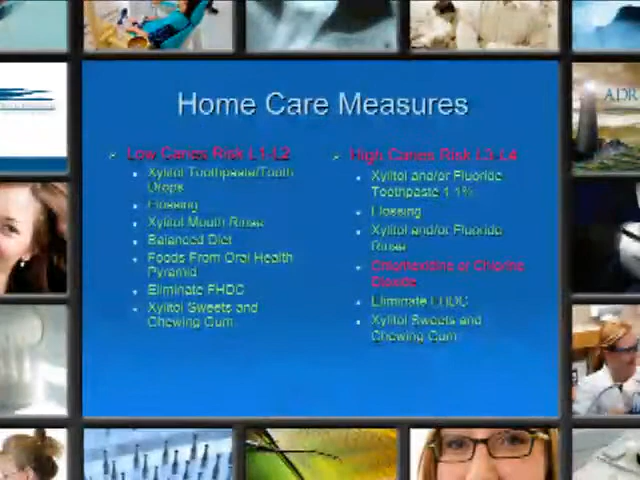 Home Care Measures
Low Caries Risk L1-L2
Xylitol Toothpaste/Tooth
Drops
Flossing
Xylitol Mouth Rinse
Balanced Diet
Foods From Oral Health
Pyramid
Eliminate FHDC
Xylitol Sweets and
Chewing Gum
High Caries Risk L3-L4
Xylitol and/or Fluoride
Toothpaste 1.1%
Flossing
Xylitol and/or Fluoride
Rinse
Chlorhexidine or Chlorine
Dioxide
Eliminate FHDC
Xylitol Sweets and
Chewing Gum
ADR